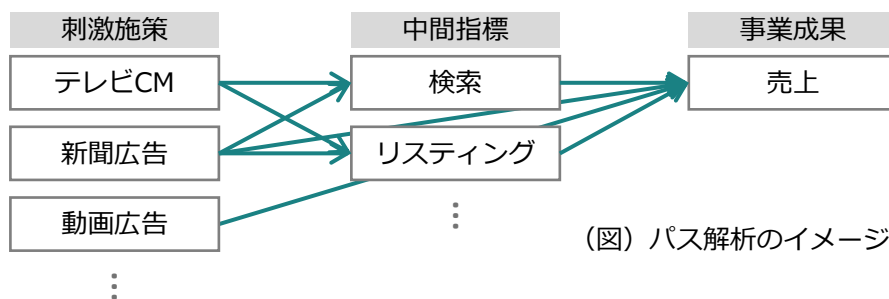 刺激施策
中間指標
事業成果
テレビCM
検索
売上
新聞広告
リスティング
動画広告
（図）パス解析のイメージ